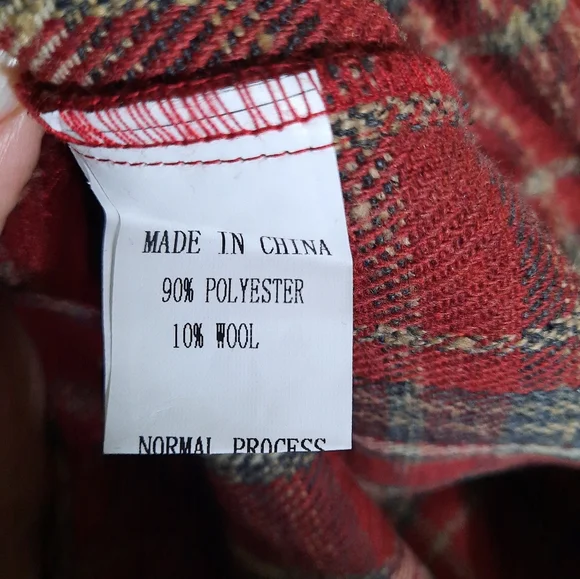 MADE IN CHINA
90% POLYESTER
10% WOOL
NORMAL PROCESS